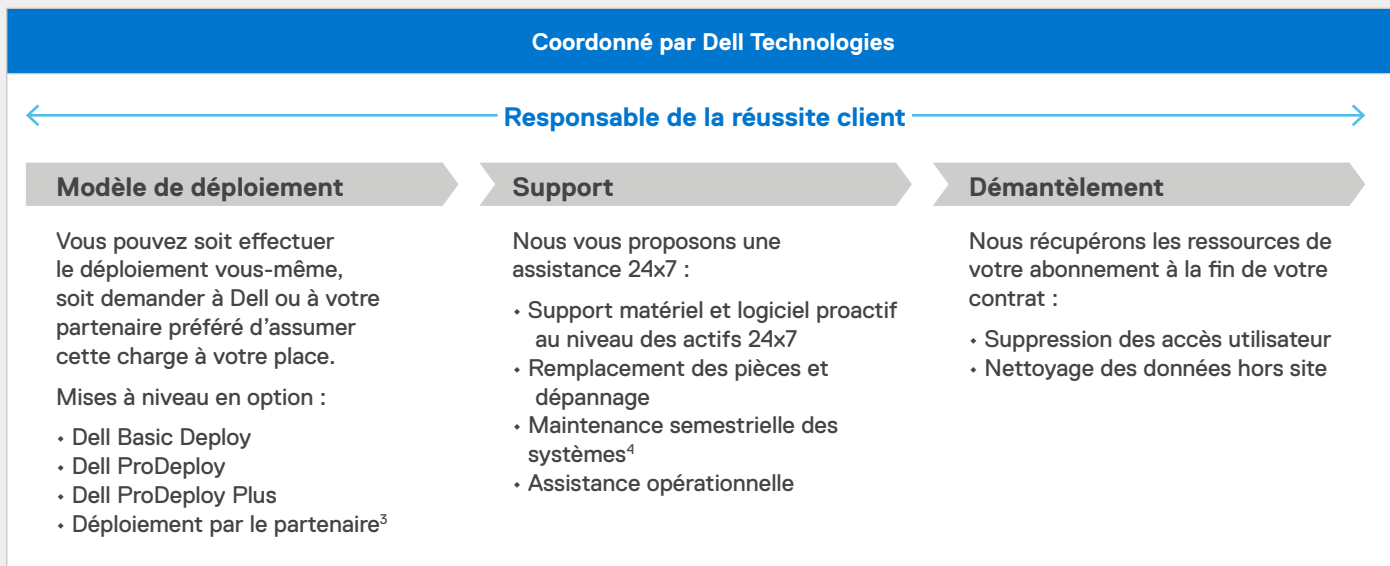 Coordonné par Dell Technologies
Responsable de la réussite client
Modèle de déploiement
Vous pouvez soit effectuer
le déploiement vous-même,
soit demander à Dell ou à votre
partenaire préféré d’assumer
cette charge à votre place.
Mises à niveau en option :
• Dell Basic Deploy
• Dell ProDeploy
• Dell ProDeploy Plus
• Déploiement par le partenaire³
Support
Nous vous proposons une
assistance 24x7 :
• Support matériel et logiciel proactif
au niveau des actifs 24x7
• Remplacement des pièces et
dépannage
• Maintenance semestrielle des
systèmes⁴
• Assistance opérationnelle
Démantèlement
Nous récupérons les ressources de
votre abonnement à la fin de votre
contrat :
• Suppression des accès utilisateur
• Nettoyage des données hors site